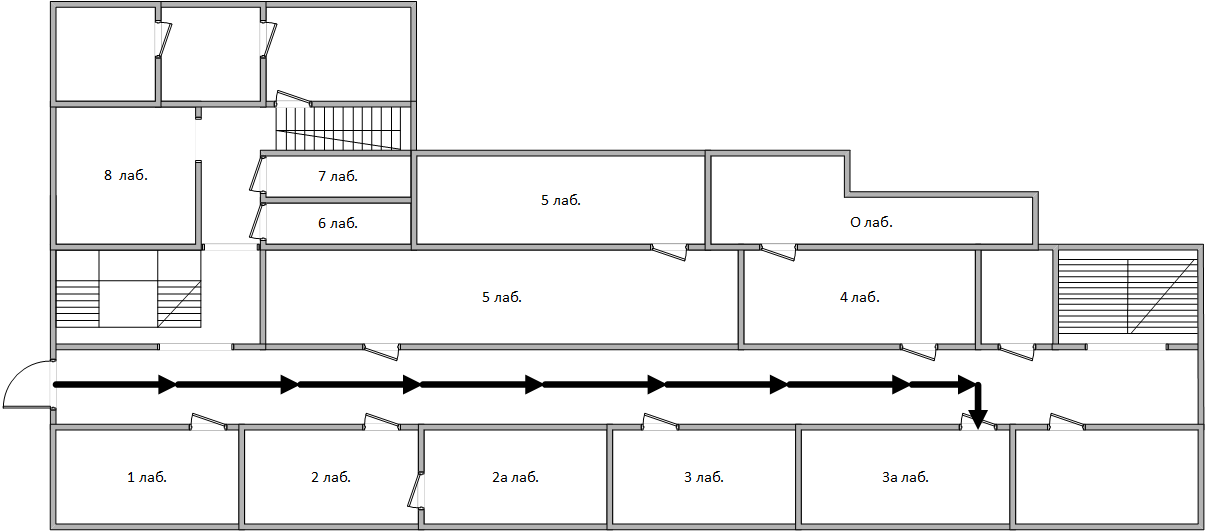 8  лаб.
7 лаб.
6 лаб.
5 лаб.
О лаб.
5 лаб.
4 лаб.
1 лаб.
2 лаб.
2а лаб.
3 лаб.
3а лаб.